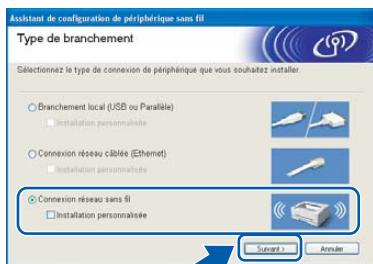 Assistant de configuration de périphérique sans fil
Type de branchement
Sélectionnez le type de connexion de périphérique que vous souhaitez installer.
Branchement local (USB ou Parallèle)
Installation personnalisée
Connexion réseau câblée (Ethernet)
Installation personnalisée
Connexion réseau sans fil
Installation personnalisée
Suivant >
Annuler